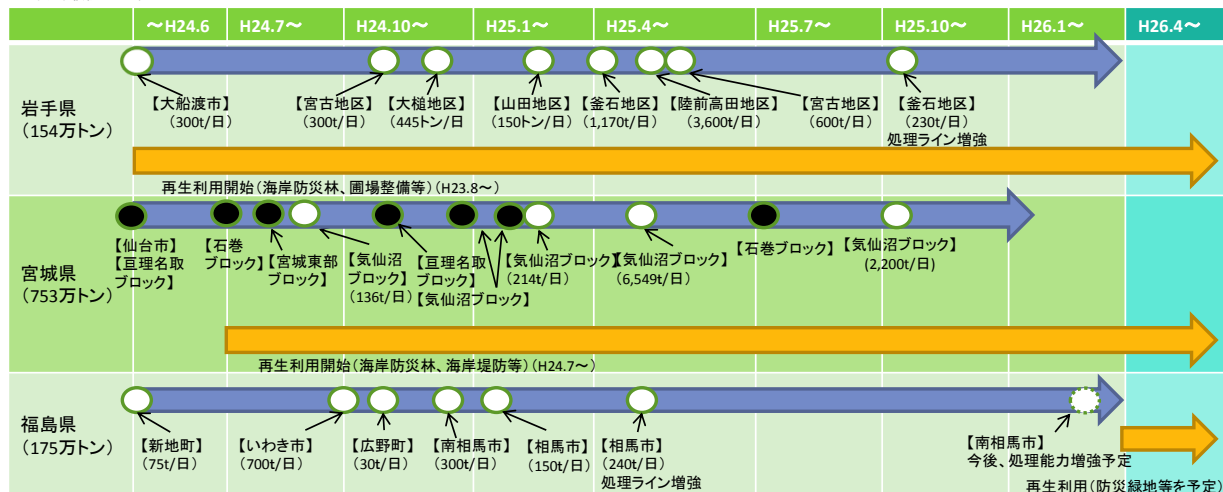 ～H24.6 H24.7～ H24.10～ H25.1～ H25.4～ H25.7～ H25.10～ H26.1～ H26.4～
岩手県
（154万トン）
【大船渡市】
（300t/日）
【宮古地区】
（300t/日）
【大槌地区】
（445トン/日
【山田地区】
（150トン/日）
【釜石地区】
（1,170t/日）
【陸前高田地区】
（3,600t/日）
【宮古地区】
（600t/日）
【釜石地区】
（230t/日）
処理ライン増強
再生利用開始（海岸防災林、圃場整備等）（H23.8～）
宮城県
（753万トン）
【仙台市】
【亘理名取
ブロック】
【石巻
ブロック】
【宮城東部
ブロック】
【気仙沼
ブロック】
（136t/日）
【亘理名取
ブロック】
【気仙沼ブロック】
【気仙沼ブロック】
（214t/日）
【気仙沼ブロック】
（6,549t/日）
【石巻ブロック】
【気仙沼ブロック】
（2,200t/日）
再生利用開始（海岸防災林、海岸堤防等）（H24.7～）
福島県
（175万トン）
【新地町】
（75t/日）
【いわき市】
（700t/日）
【広野町】
（30t/日）
【南相馬市】
（300t/日）
【相馬市】
（150t/日）
【相馬市】
（240t/日）
処理ライン増強
【南相馬市】
今後、処理能力増強予定
再生利用（防災緑地等を予定）